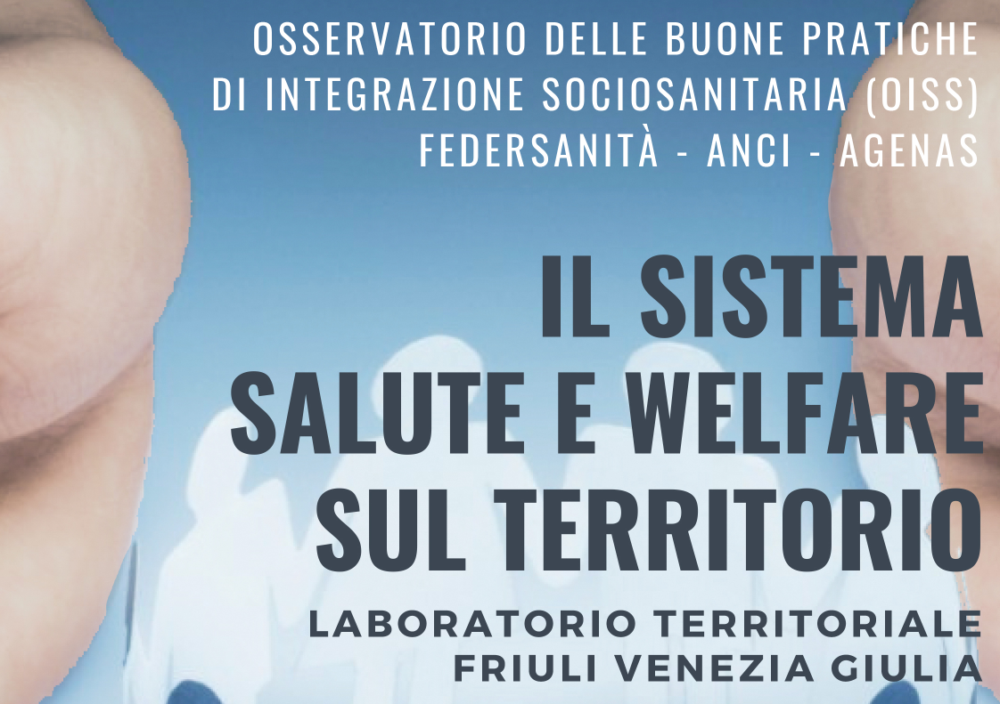 OSSERVATORIO DELLE BUONE PRATICHE
DI INTEGRAZIONE SOCIOSANITARIA (OISS)
FEDERSANITÀ - ANCI - AGENAS
IL SISTEMA
SALUTE E WELFARE
SUL TERRITORIO
LABORATORIO TERRITORIALE
FRIULI VENEZIA GIULIA